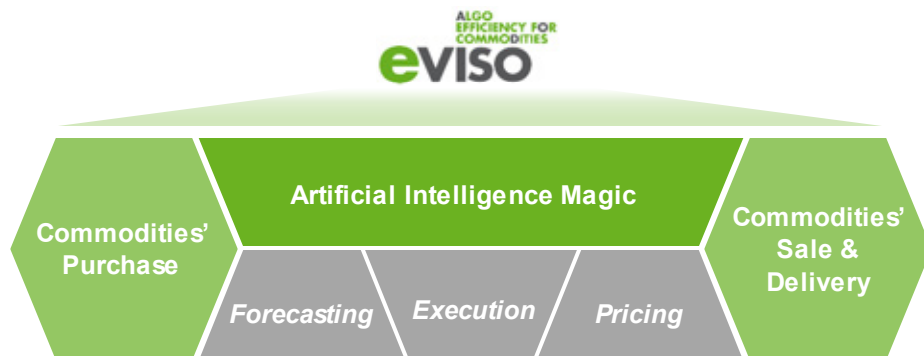 ALGO
EFFICIENCY FOR
COMMODITIES
eVISO
Artificial Intelligence Magic
Commodities’
Purchase
Commodities’
Sale &
Delivery
Forecasting
Execution
Pricing